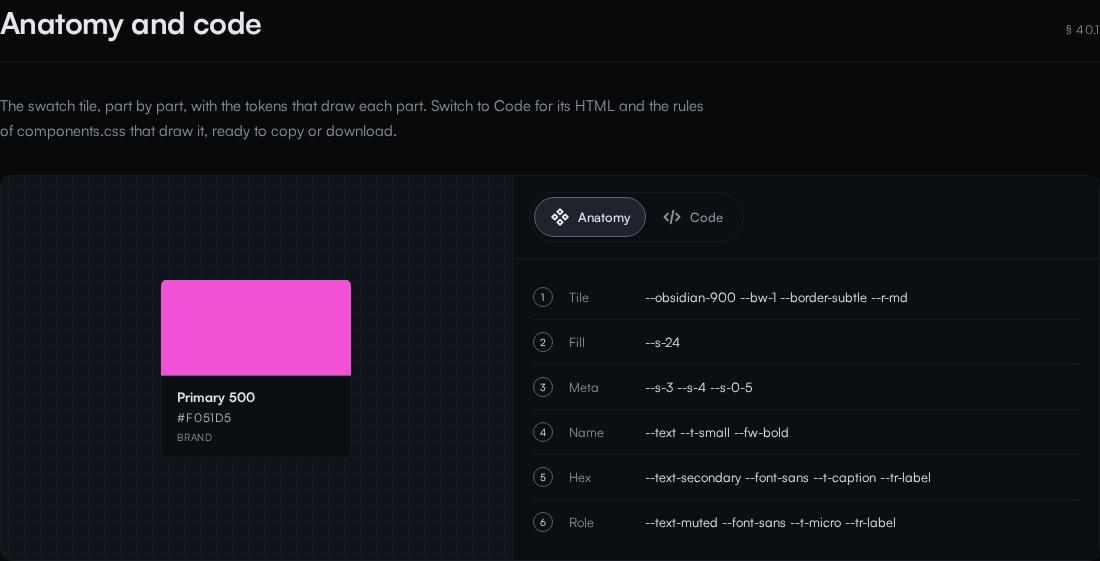 Anatomy and code
§ 40.1
The swatch tile, part by part, with the tokens that draw each part. Switch to Code for its HTML and the rules
of components.css that draw it, ready to copy or download.
Anatomy
Code
Primary 500
#F051D5
BRAND
1 Tile --obsidian-900 --bw-1 --border-subtle --r-md
2 Fill --s-24
3 Meta --s-3 --s-4 --s-0-5
4 Name --text --t-small --fw-bold
5 Hex --text-secondary --font-sans --t-caption --tr-label
6 Role --text-muted --font-sans --t-micro --tr-label